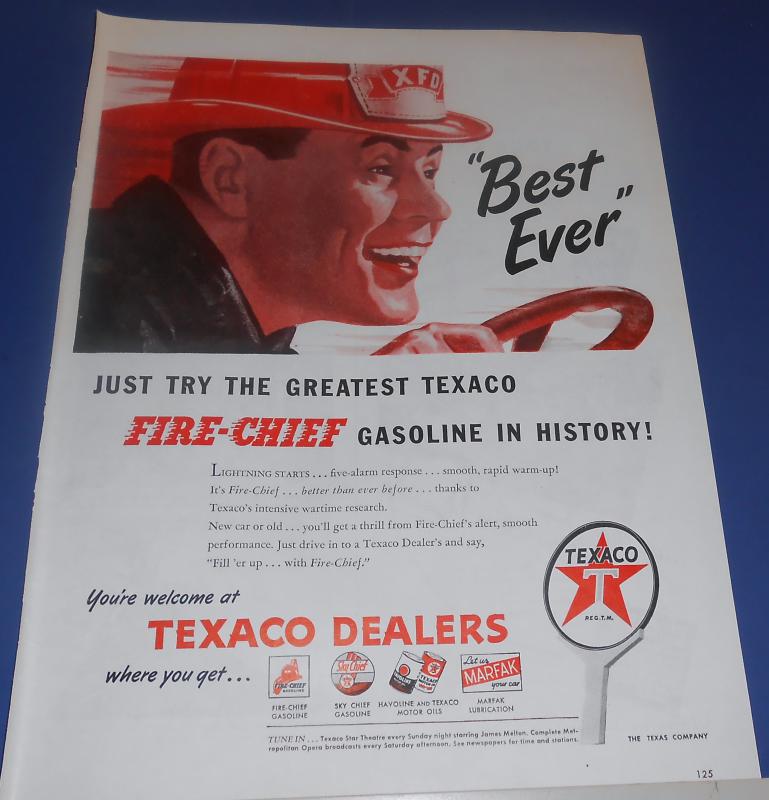 XFD
"Best
Ever"
JUST TRY THE GREATEST TEXACO
FIRE-CHIEF GASOLINE IN HISTORY!
LIGHTNING STARTS . . . five-alarm response . . . smooth, rapid warm-up!
It's Fire-Chief . . . better than ever before . . . thanks to
Texaco's intensive wartime research.
New car or old . . . you'll get a thrill from Fire-Chief's alert, smooth
performance. Just drive in to a Texaco Dealer's and say,
"Fill 'er up . . . with Fire-Chief."
TEXACO
T
REG. T.M.
You're welcome at
TEXACO DEALERS
where you get...
FIRE-CHIEF
GASOLINE
Sky Chief
TEXACO
Let us
MARFAK
your car
FIRE-CHIEF
GASOLINE
SKY CHIEF
GASOLINE
HAVOLINE AND TEXACO
MOTOR OILS
MARFAK
LUBRICATION
TUNE IN . . . Texaco Star Theatre every Sunday night starring James Melton. Complete Met-
ropolitan Opera broadcasts every Saturday afternoon. See newspapers for time and stations.
THE TEXAS COMPANY
125